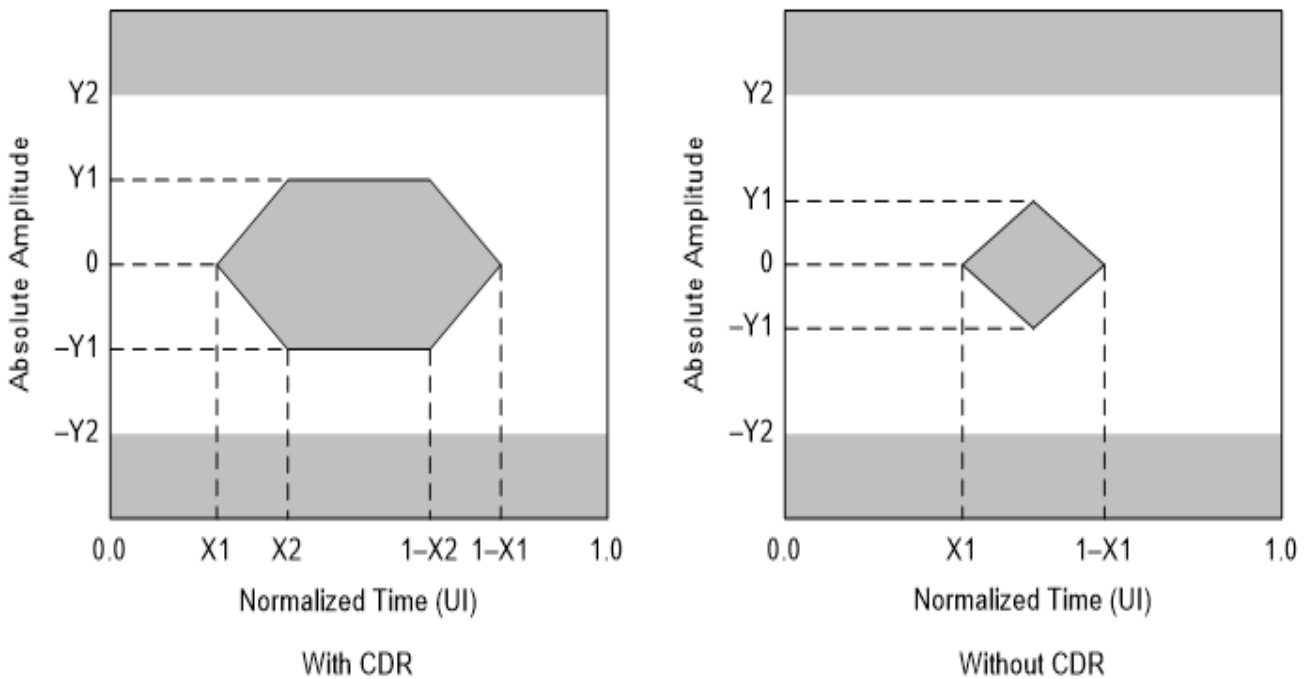 Absolute Amplitude
Y2
Y1
0
–Y1
–Y2
0.0 X1 X2 1–X2 1–X1 1.0
Normalized Time (UI)
With CDR
Absolute Amplitude
Y2
Y1
0
–Y1
–Y2
0.0 X1 1–X1 1.0
Normalized Time (UI)
Without CDR